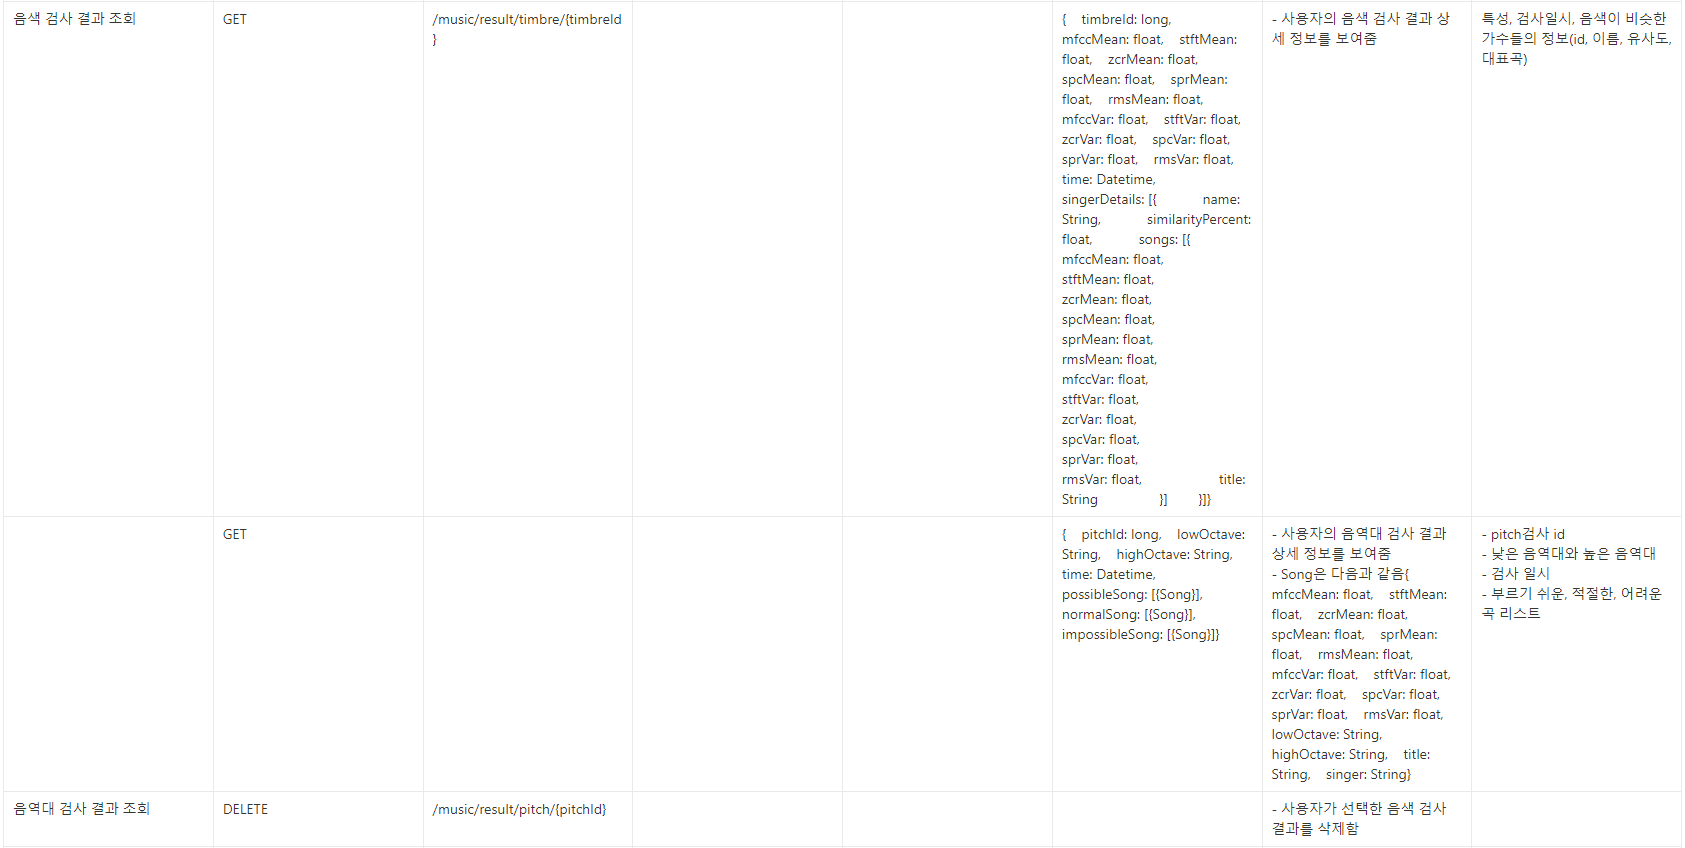 음색 검사 결과 조회
GET
/music/result/timbre/{timbreId
}
{ timbreId: long,
mfccMean: float, stftMean:
float, zcrMean: float,
spcMean: float, sprMean:
float, rmsMean: float,
mfccVar: float, stftVar: float,
zcrVar: float, spcVar: float,
sprVar: float, rmsVar: float,
time: Datetime,
singerDetails: [{ name:
String, similarityPercent:
float, songs: [{
mfccMean: float,
stftMean: float,
zcrMean: float,
spcMean: float,
sprMean: float,
rmsMean: float,
mfccVar: float,
stftVar: float,
zcrVar: float,
spcVar: float,
sprVar: float,
rmsVar: float, title:
String }] }]}
- 사용자의 음색 검사 결과 상
세 정보를 보여줌
특성, 검사일시, 음색이 비슷한
가수들의 정보(id, 이름, 유사도,
대표곡)
GET
{ pitchId: long, lowOctave:
String, highOctave: String,
time: Datetime,
possibleSong: [{Song}],
normalSong: [{Song}],
impossibleSong: [{Song}]}
- 사용자의 음역대 검사 결과
상세 정보를 보여줌
- Song은 다음과 같음{
mfccMean: float, stftMean:
float, zcrMean: float,
spcMean: float, sprMean:
float, rmsMean: float,
mfccVar: float, stftVar: float,
zcrVar: float, spcVar: float,
sprVar: float, rmsVar: float,
lowOctave: String,
highOctave: String, title:
String, singer: String}
- pitch검사 id
- 낮은 음역대와 높은 음역대
- 검사 일시
- 부르기 쉬운, 적절한, 어려운
곡 리스트
음역대 검사 결과 조회
DELETE
/music/result/pitch/{pitchId}
- 사용자가 선택한 음색 검사
결과를 삭제함